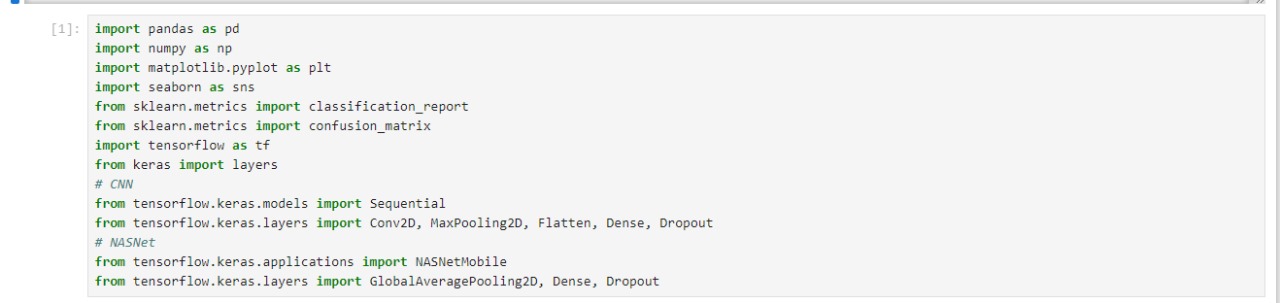 [1]: import pandas as pd
import numpy as np
import matplotlib.pyplot as plt
import seaborn as sns
from sklearn.metrics import classification_report
from sklearn.metrics import confusion_matrix
import tensorflow as tf
from keras import layers
# CNN
from tensorflow.keras.models import Sequential
from tensorflow.keras.layers import Conv2D, MaxPooling2D, Flatten, Dense, Dropout
# NASNet
from tensorflow.keras.applications import NASNetMobile
from tensorflow.keras.layers import GlobalAveragePooling2D, Dense, Dropout